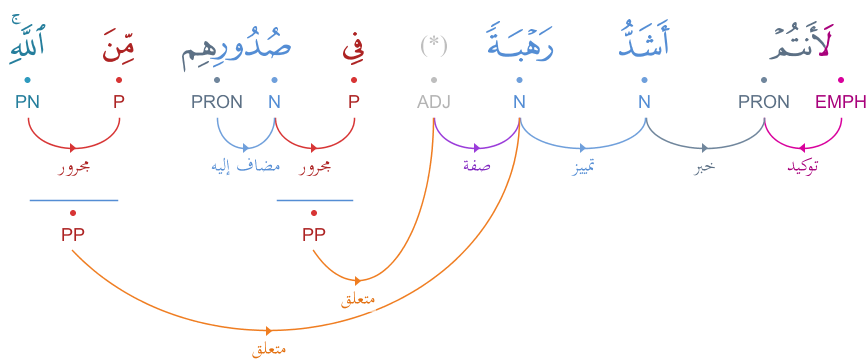 لَأَنتُمْ أَشَدُّ رَهْبَةً (*) فِى صُدُورِهِم مِّنَ ٱللَّهِ ۚ
EMPH PRON N N ADJ P N PRON P PN
توكيد خبر تمييز صفة مجرور مضاف إليه مجرور
PP PP
متعلق
متعلق